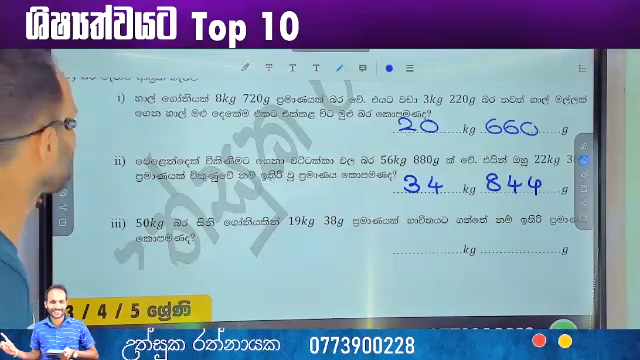 ශිෂ්‍යත්වයට Top 10
i) හාල් ගෝනියක් 8kg 720g ප්‍රමාණයක් බර වේ. එයට වඩා 3kg 220g බර තවත් හාල් මල්ලක්
ගෙන හාල් මළු දෙකේම එකට එක්කළ විට මුළු බර කොපමණද?
20 kg 660 g
ii) වෙළෙන්දෙක් විකිණීමට ගෙනා වට්ටක්කා වල බර 56kg 880g ක් වේ. එයින් ඔහු 22kg 3
ප්‍රමාණයක් විකුණුවේ නම් ඉතිරි වූ ප්‍රමාණය කොපමණද?
34 kg 844 g
iii) 50kg බර සීනි ගෝනියකින් 19kg 38g ප්‍රමාණයක් භාවිතයට ගත්තේ නම් ඉතිරි
කොපමණද?
kg g
3 / 4 / 5 ශ්‍රේණි
උත්සුක රත්නායක 0773900228